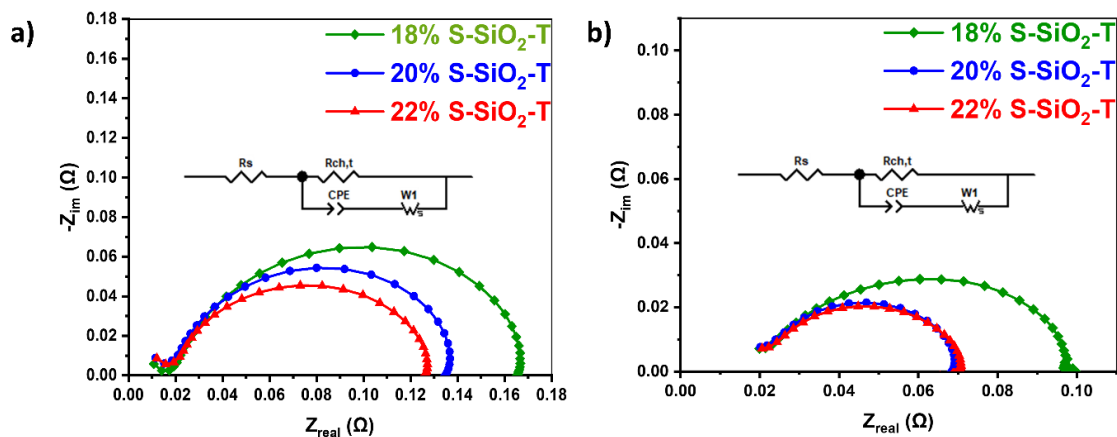 a)
18% S-SiO₂-T
20% S-SiO₂-T
22% S-SiO₂-T
Rs
Rch,t
CPE
W1
s
-Z_im (Ω)
0.18
0.16
0.14
0.12
0.10
0.08
0.06
0.04
0.02
0.00
0.00 0.02 0.04 0.06 0.08 0.10 0.12 0.14 0.16 0.18
Z_real (Ω)
b)
18% S-SiO₂-T
20% S-SiO₂-T
22% S-SiO₂-T
Rs
Rch,t
CPE
W1
s
-Z_im (Ω)
0.10
0.08
0.06
0.04
0.02
0.00
0.00 0.02 0.04 0.06 0.08 0.10
Z_real (Ω)